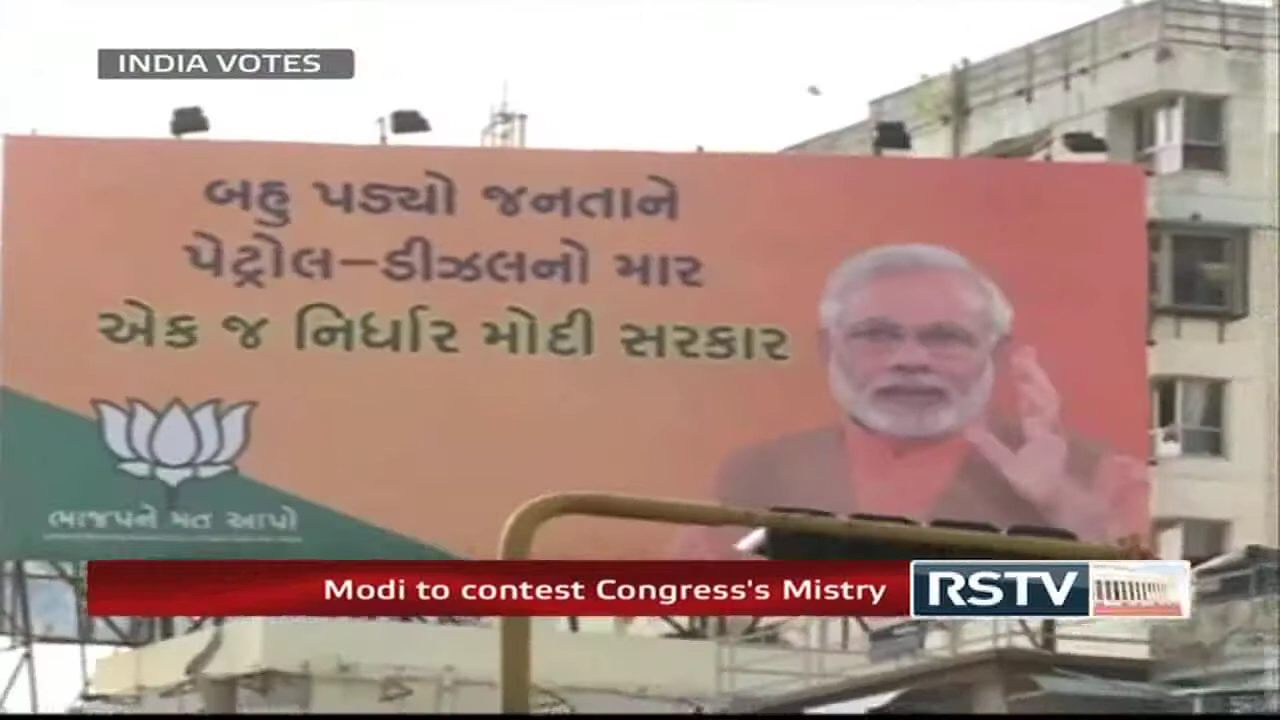 INDIA VOTES
બહુ પડ્યો જનતાને
પેટ્રોલ-ડીઝલનો માર
એક જ નિર્ધાર મોદી સરકાર
ભાજપને મત આપો
Modi to contest Congress's Mistry
RSTV